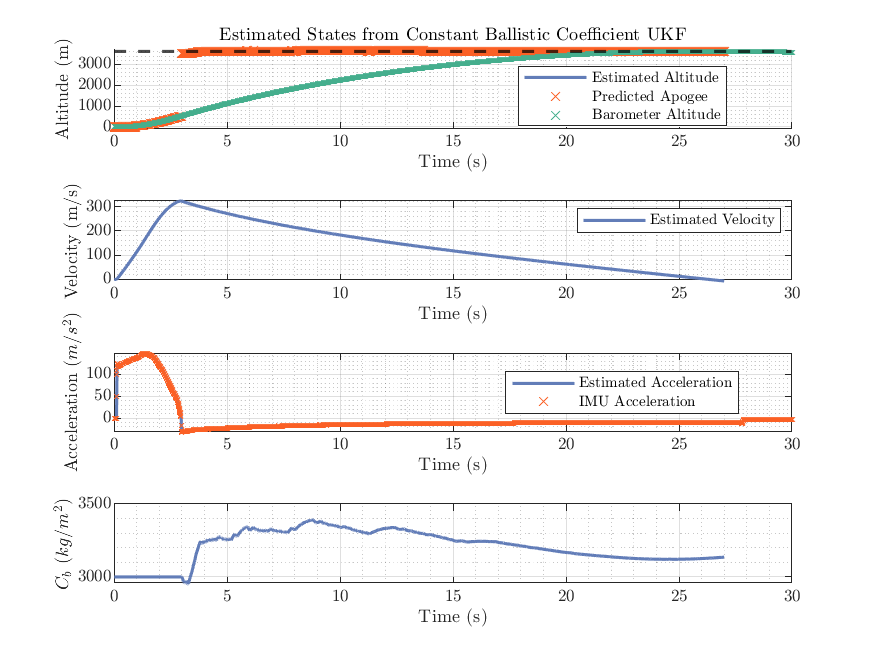 Estimated States from Constant Ballistic Coefficient UKF
Altitude (m)
3000
2000
1000
0
Estimated Altitude
Predicted Apogee
Barometer Altitude
0 5 10 15 20 25 30
Time (s)
Velocity (m/s)
300
200
100
0
Estimated Velocity
0 5 10 15 20 25 30
Time (s)
Acceleration (m/s²)
100
50
0
Estimated Acceleration
IMU Acceleration
0 5 10 15 20 25 30
Time (s)
C_b (kg/m²)
3500
3000
0 5 10 15 20 25 30
Time (s)